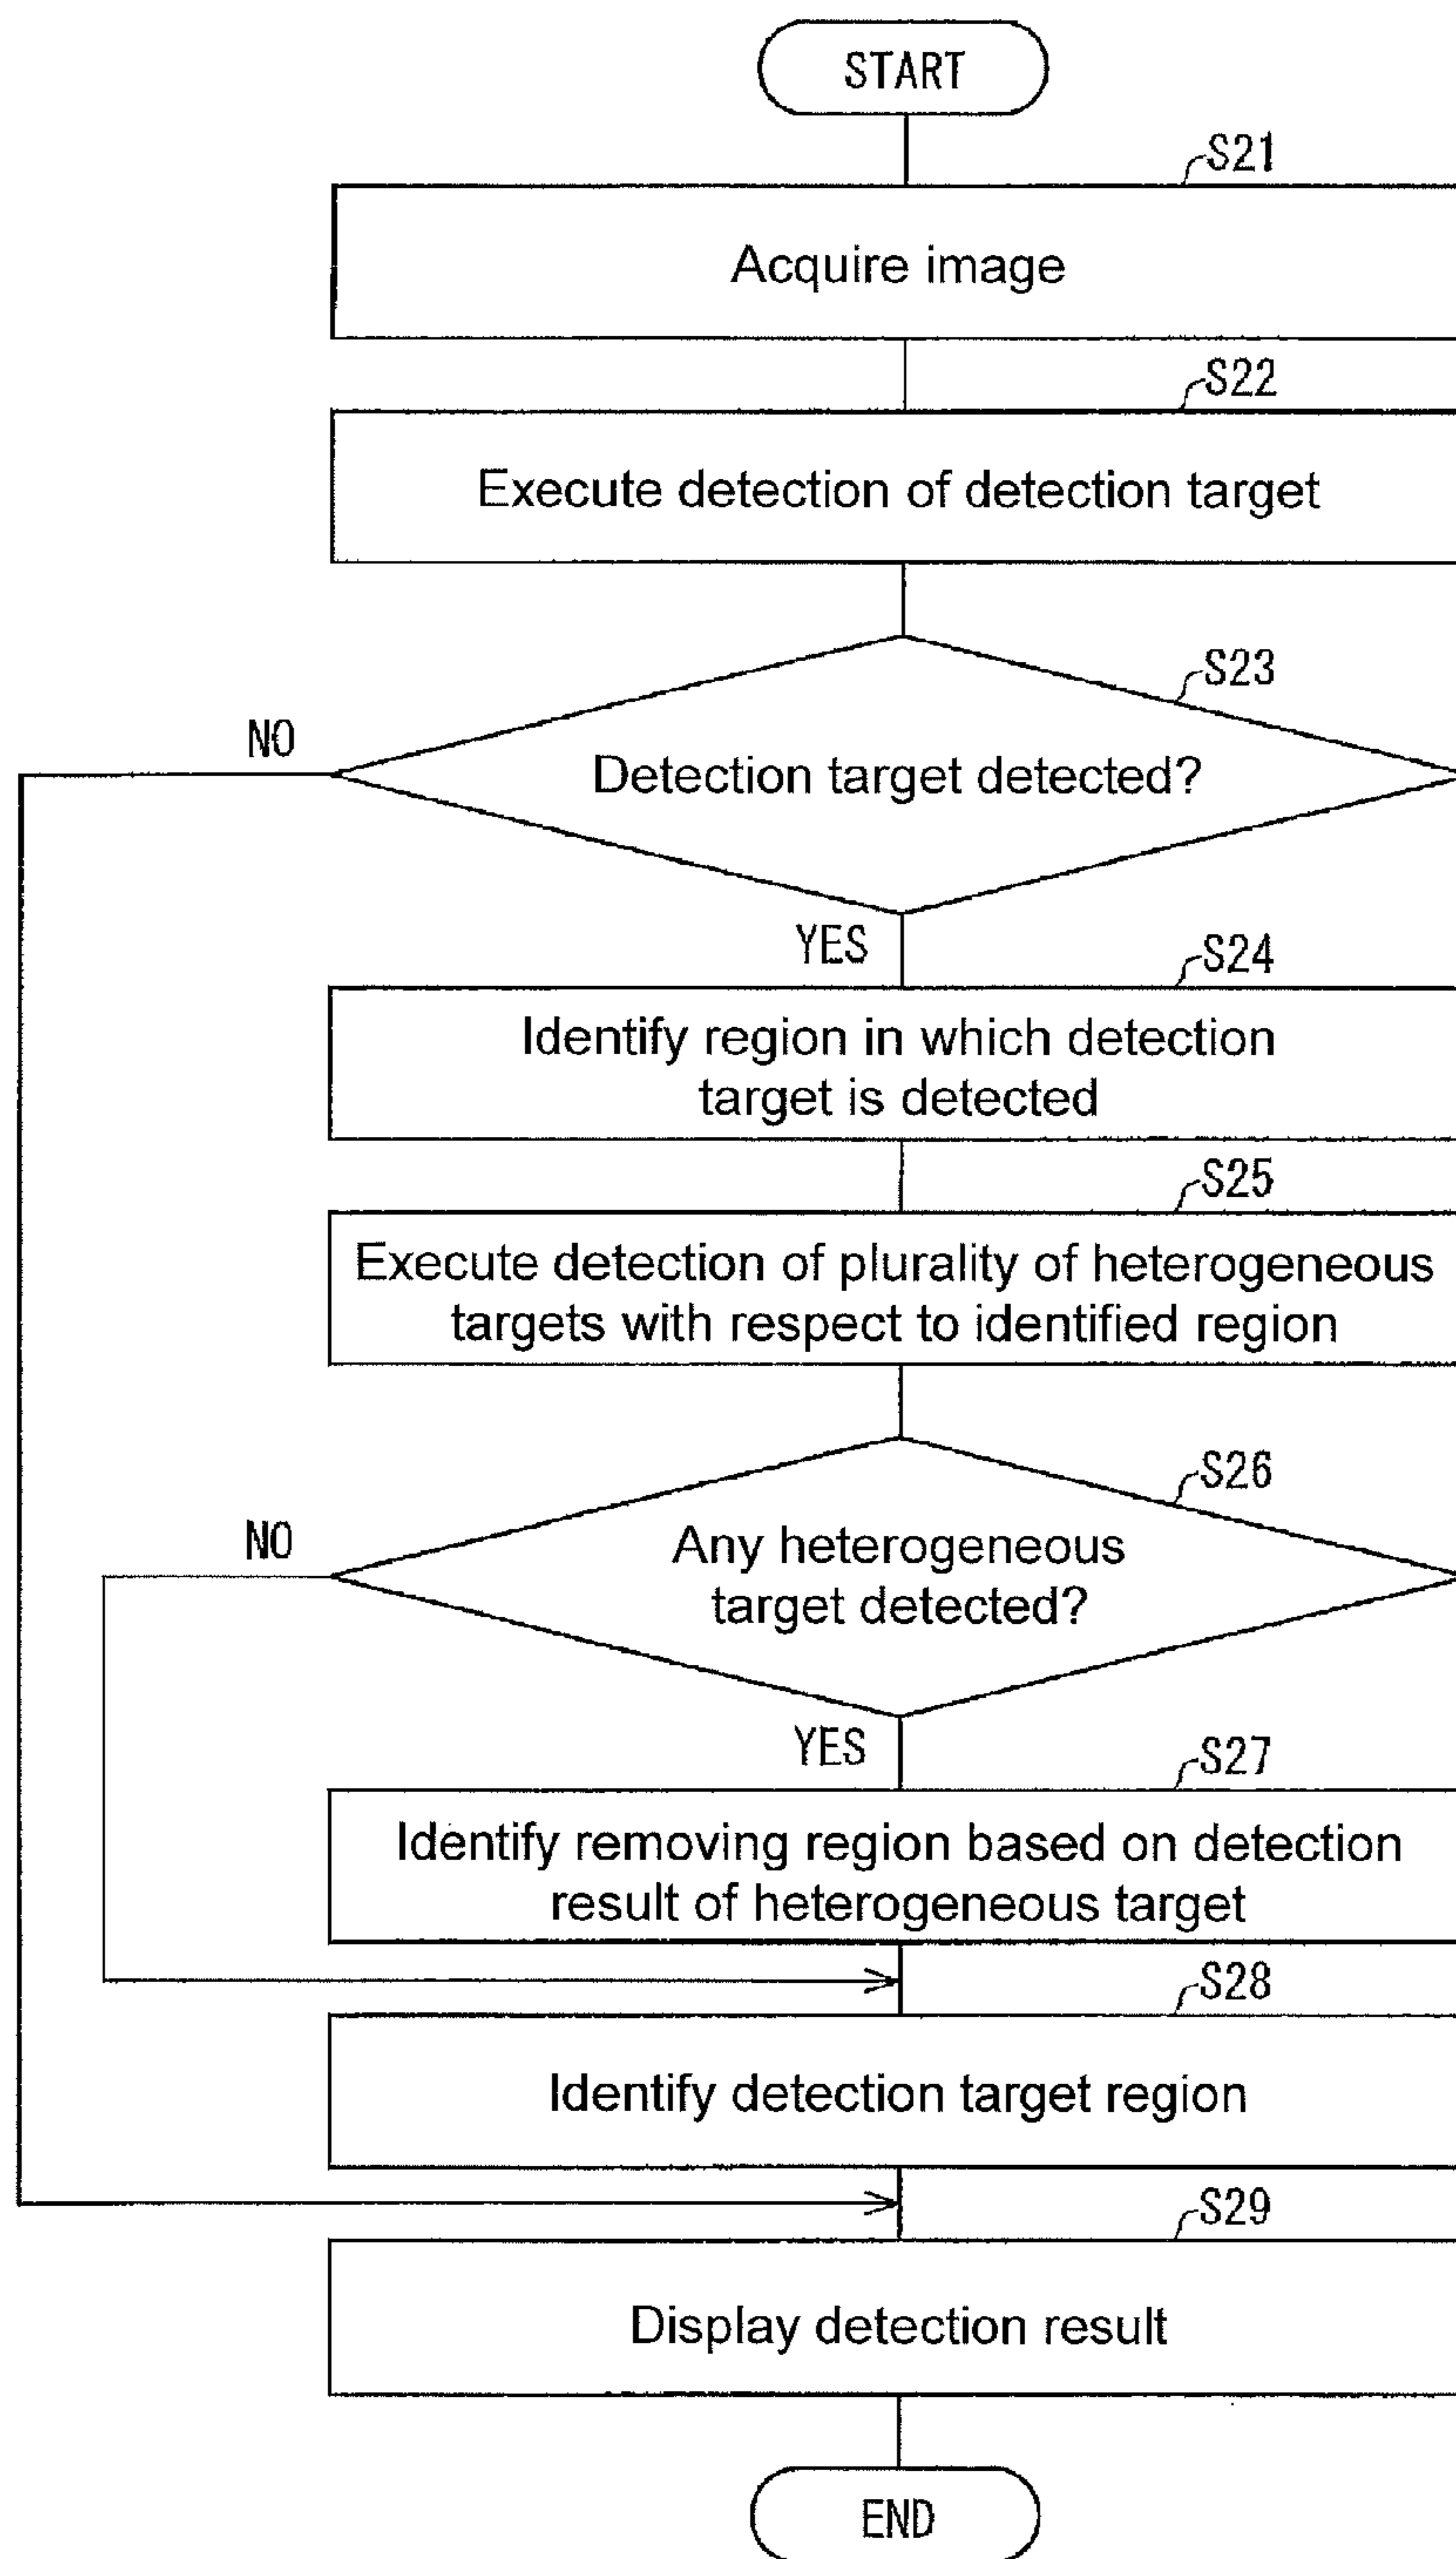 START
S21
Acquire image
S22
Execute detection of detection target
S23
NO
Detection target detected?
YES
S24
Identify region in which detection
target is detected
S25
Execute detection of plurality of heterogeneous
targets with respect to identified region
S26
NO
Any heterogeneous
target detected?
YES
S27
Identify removing region based on detection
result of heterogeneous target
S28
Identify detection target region
S29
Display detection result
END